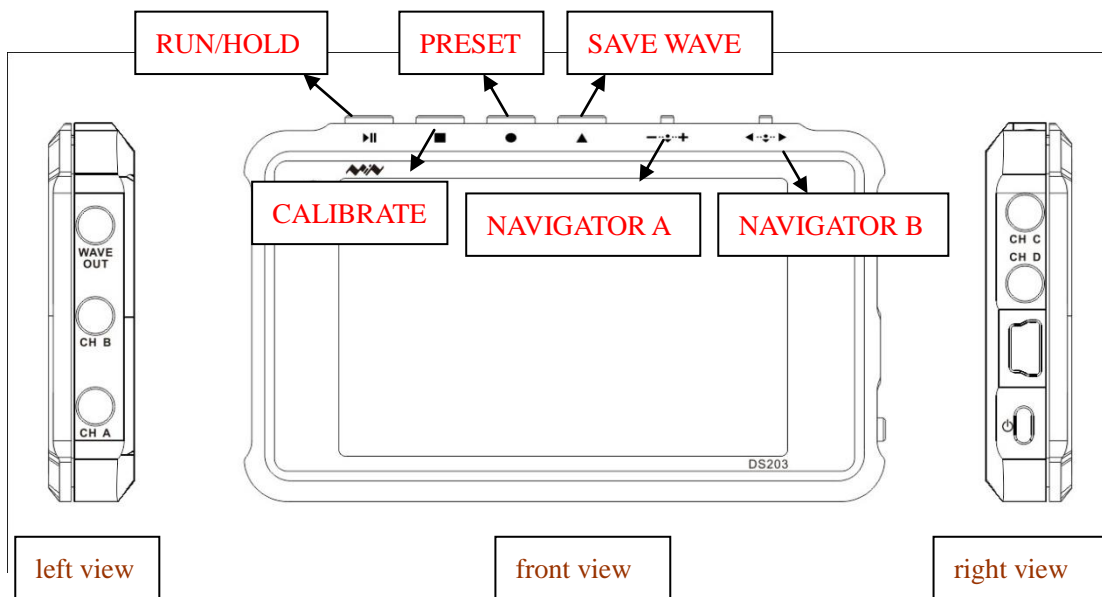 RUN/HOLD
PRESET
SAVE WAVE
CALIBRATE
NAVIGATOR A
NAVIGATOR B
WAVE
OUT
CH B
CH A
DS203
CH C
CH D
left view
front view
right view